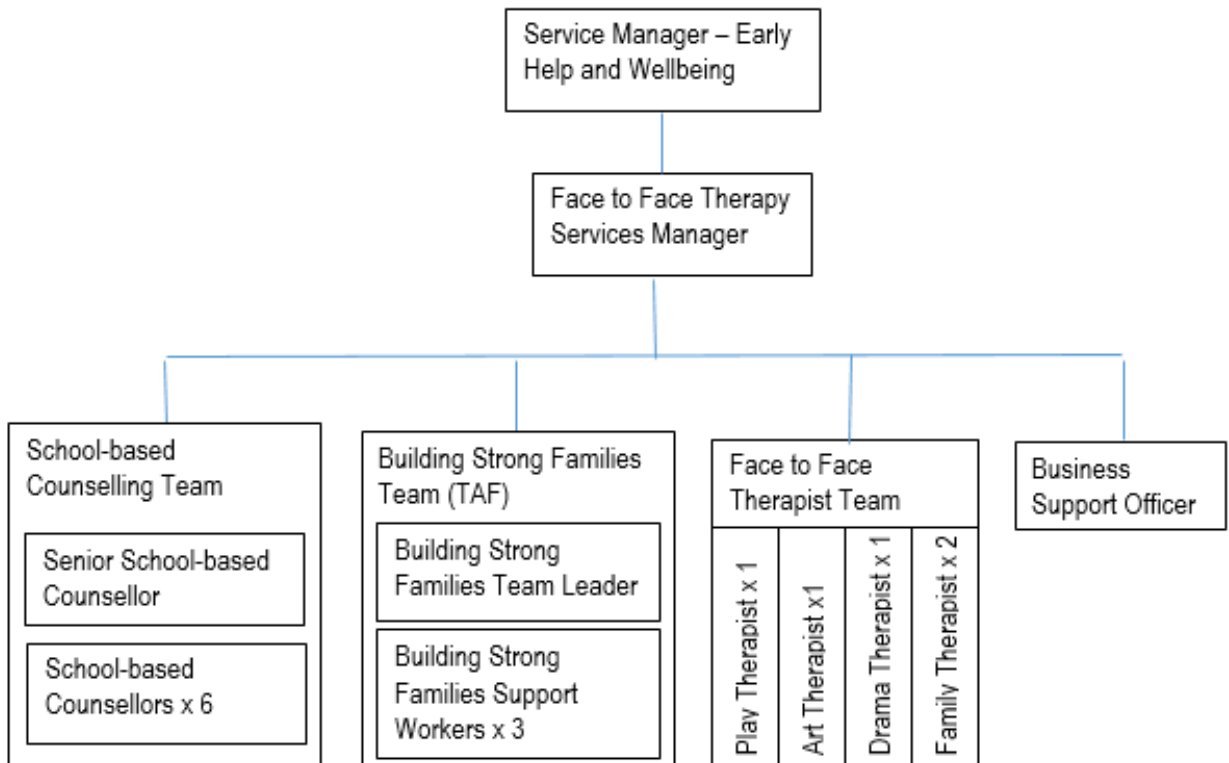 Service Manager – Early
Help and Wellbeing
Face to Face Therapy
Services Manager
School-based
Counselling Team
Senior School-based
Counsellor
School-based
Counsellors x 6
Building Strong Families
Team (TAF)
Building Strong
Families Team Leader
Building Strong
Families Support
Workers x 3
Face to Face
Therapist Team
Play Therapist x 1
Art Therapist x1
Drama Therapist x 1
Family Therapist x 2
Business
Support Officer